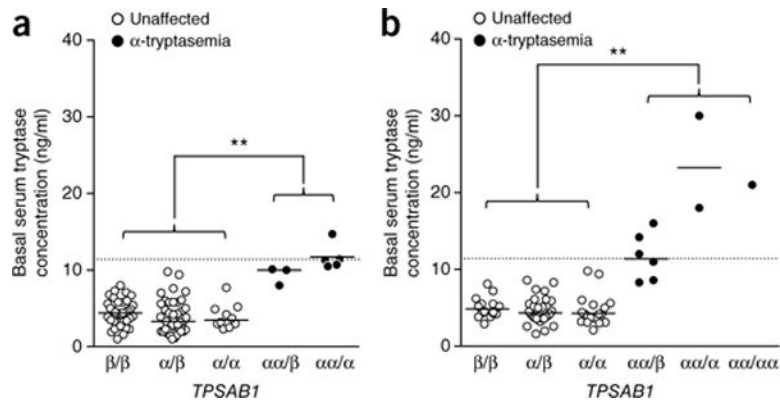 a
○ Unaffected
● α-tryptasemia
Basal serum tryptase
concentration (ng/ml)
40
30
20
10
0
**
β/β α/β α/α αα/β αα/α
TPSAB1
b
○ Unaffected
● α-tryptasemia
Basal serum tryptase
concentration (ng/ml)
40
30
20
10
0
**
β/β α/β α/α αα/β αα/α αα/αα
TPSAB1